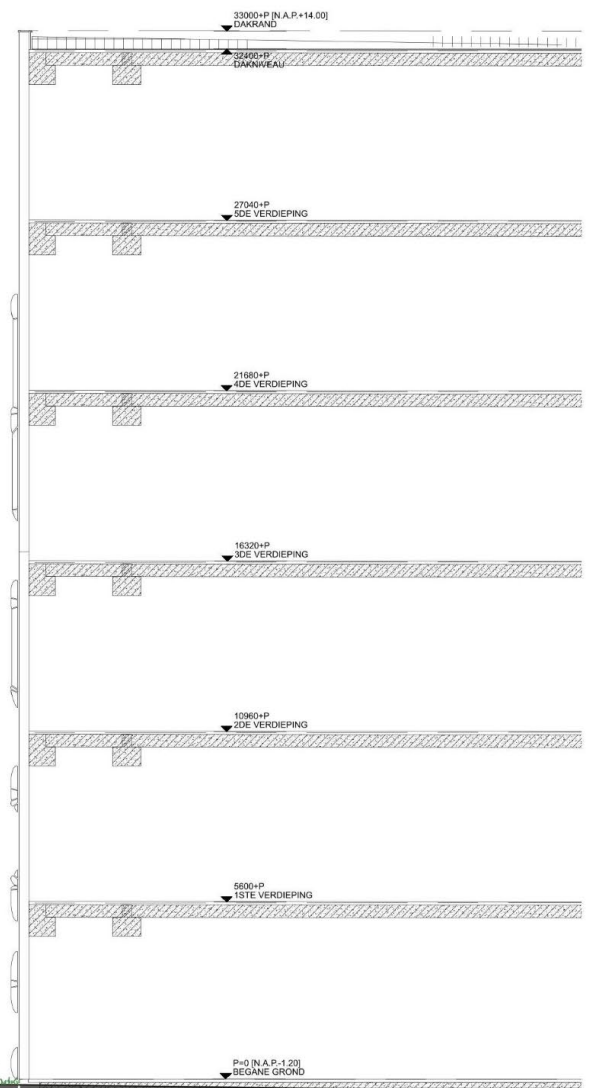 33000+P [N.A.P.+14.00]
DAKRAND
32400+P
DAKNIVEAU
27040+P
5DE VERDIEPING
21680+P
4DE VERDIEPING
16320+P
3DE VERDIEPING
10960+P
2DE VERDIEPING
5600+P
1STE VERDIEPING
P=0 [N.A.P.-1.20]
BEGANE GROND